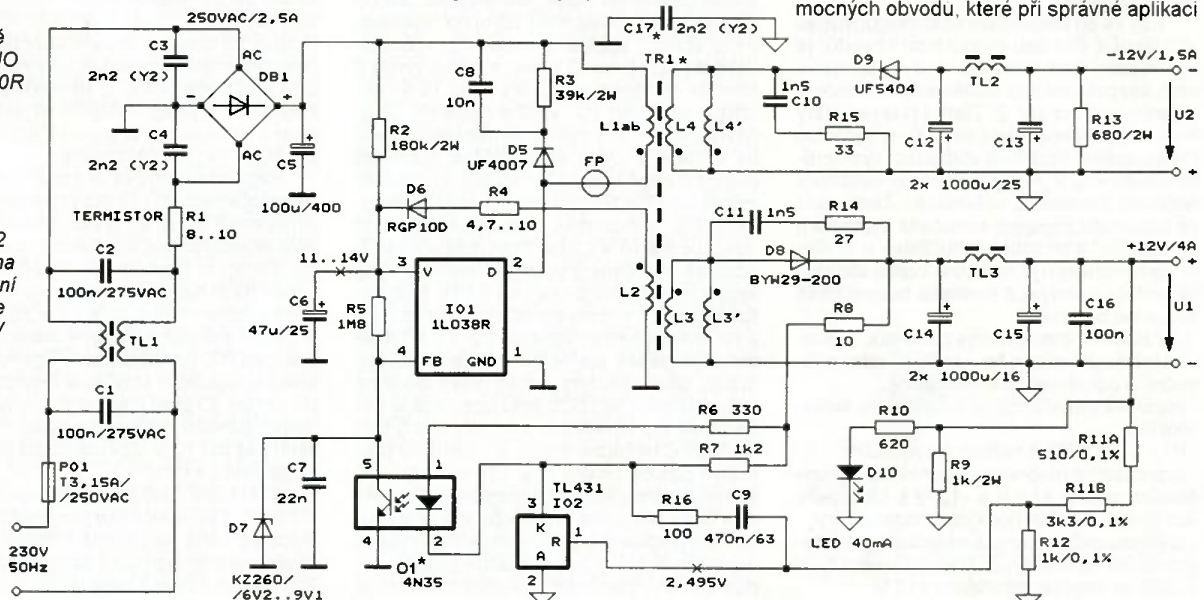 mocných obvodů, které při správné aplikaci
250VAC/2,5A
C3
2n2 (Y2)
AC
DB1
C4
2n2 (Y2)
AC
+
C5
100u/400
TERMISTOR
R1
8..10
C2
100n/275VAC
TL1
C1
100n/275VAC
PO1
T3,15A/
/250VAC
230V
50Hz
0R
R2
180k/2W
C8
10n
R3
39k/2W
D5
UF4007
FP
D6
RGP10D
R4
4,7..10
11..14V
C6
47u/25
R5
1M8
3
V
D
2
IO1
1L038R
4
FB
GND
1
C7
22n
D7
KZ260/
/6V2..9V1
5
4
1
2
O1*
4N35
C17*
2n2 (Y2)
TR1*
L1ab
L4
L4'
L2
L3
L3'
1n5
C10
R15
33
D9
UF5404
TL2
C12
C13
2x 1000u/25
R13
680/2W
-12V/1,5A
-
U2
+
C11
1n5
R14
27
D8
BYW29-200
R8
10
TL3
C14
C15
2x 1000u/16
C16
100n
+12V/4A
+
U1
-
R6 330
R7 1k2
TL431
IO2
3
K
R
1
A
2
R16
100
C9
470n/63
2,495V
R10
620
D10
LED 40mA
R9
1k/2W
R11A
510/0,1%
R11B
3k3/0,1%
R12
1k/0,1%